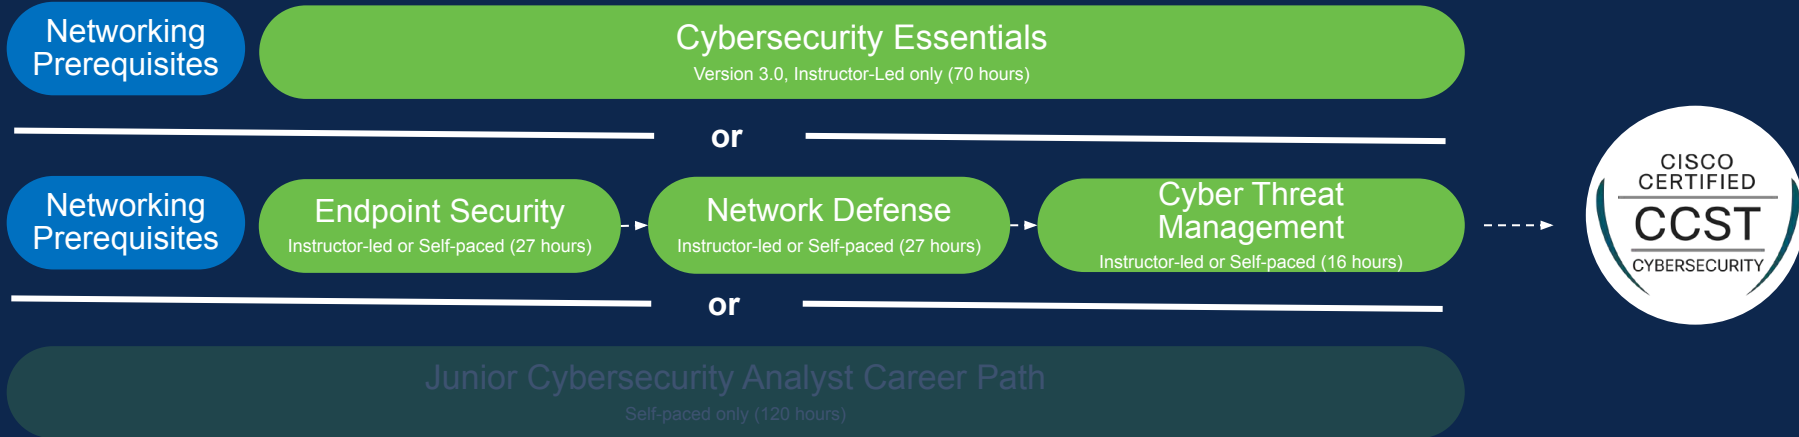 Networking
Prerequisites
Cybersecurity Essentials
Version 3.0, Instructor-Led only (70 hours)
or
Networking
Prerequisites
Endpoint Security
Instructor-led or Self-paced (27 hours)
Network Defense
Instructor-led or Self-paced (27 hours)
Cyber Threat
Management
Instructor-led or Self-paced (16 hours)
CISCO
CERTIFIED
CCST
CYBERSECURITY
or
Junior Cybersecurity Analyst Career Path
Self-paced only (120 hours)